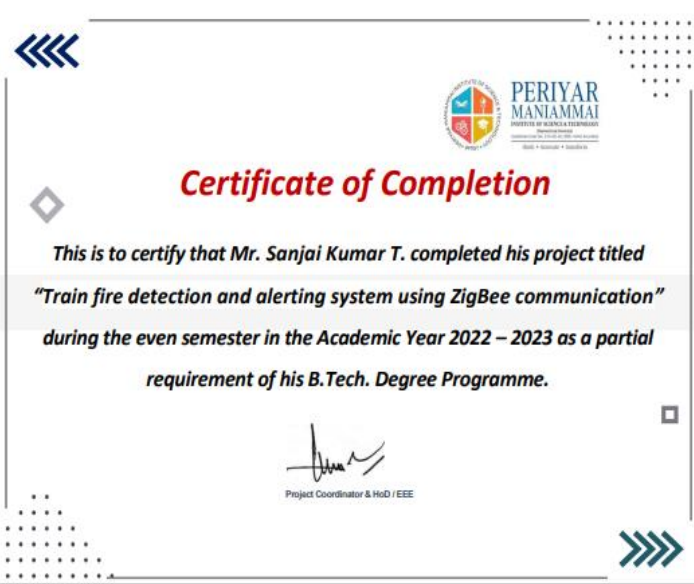 PERIYAR
MANIAMMAI
INSTITUTE OF SCIENCE & TECHNOLOGY
Certificate of Completion
This is to certify that Mr. Sanjai Kumar T. completed his project titled
“Train fire detection and alerting system using ZigBee communication”
during the even semester in the Academic Year 2022 – 2023 as a partial
requirement of his B.Tech. Degree Programme.
Project Coordinator & HoD / EEE